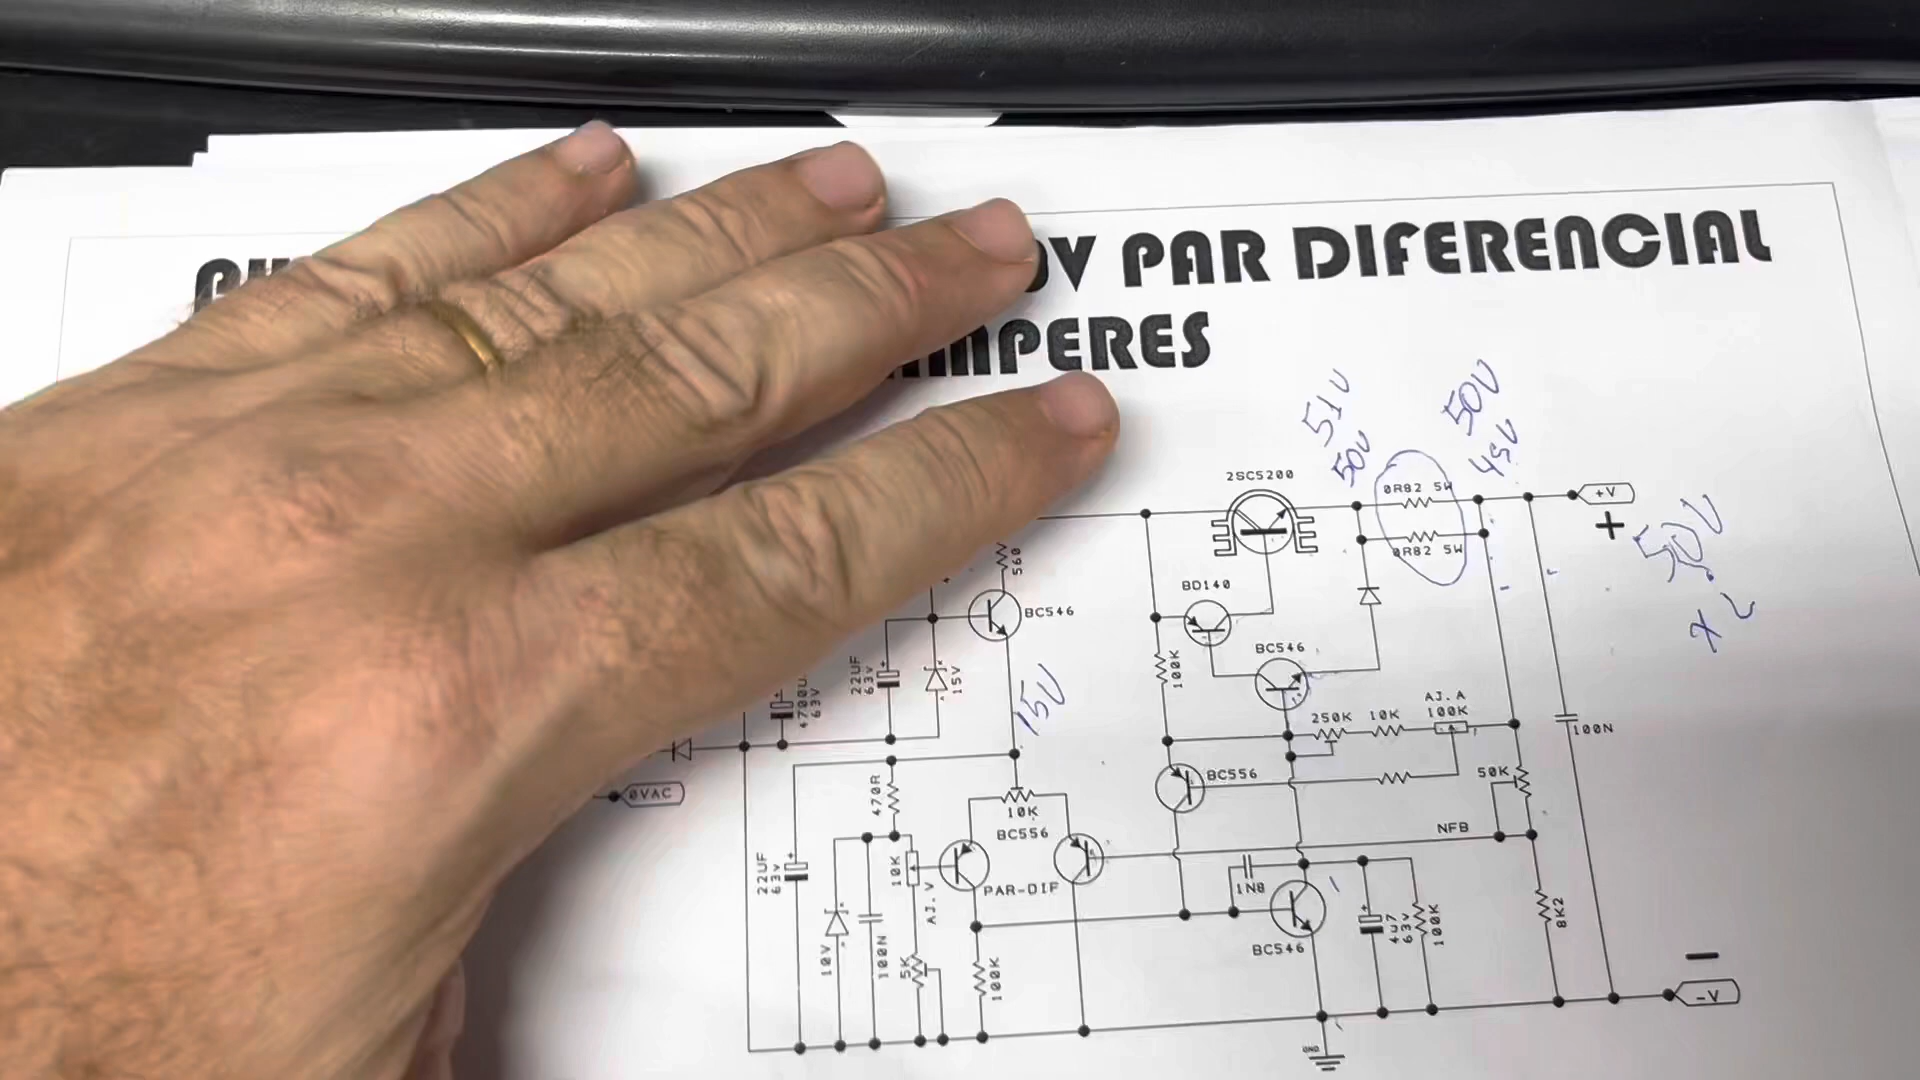 PAR DIFERENCIAL
51V
50V
50V
45V
2SC5200
0R82 5W
+V
+
0R82 5W
50V
560
BC546
BD140
BC546
100K
22UF
63v
15V
15V
4700U
63V
AJ.A
250K
10K
100K
100N
BC556
50K
0VAC
470R
10K
BC556
NFB
22UF
63v
10K
AJ.V
PAR-DIF
1N8
10V
100N
5K
100K
BC546
4U7
63v
100K
8K2
-
-V
GND